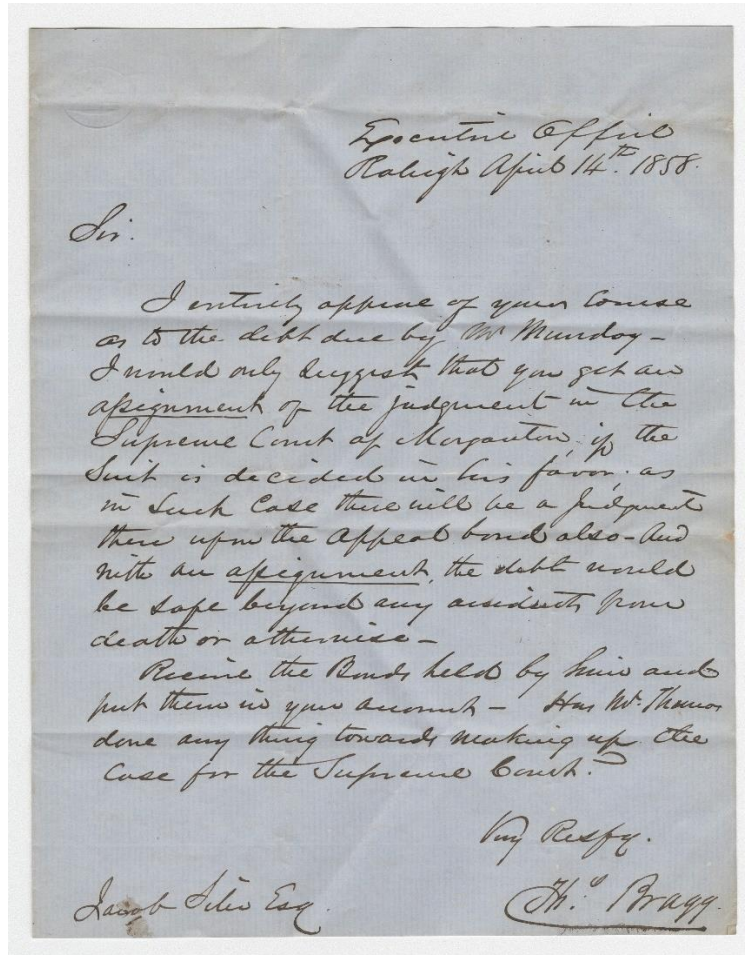 Executive Office
Raleigh April 14th. 1858.
Sir.
I entirely approve of your Course
as to the debt due by Mr Munday –
I would only suggest that you get an
assignment of the judgment in the
Supreme Court at Morganton, if the
Suit is decided in his favor, as
in Such Case there will be a Judgment
there upon the Appeal bond also – And
with an assignment, the debt would
be safe beyond any accidents from
death or otherwise –
Receive the Bonds held by him and
put them in your account – Has Mr. Thomas
done any thing towards making up the
Case for the Supreme Court?
Very Respy.
Tho. Bragg.
Jacob Siler Esq.